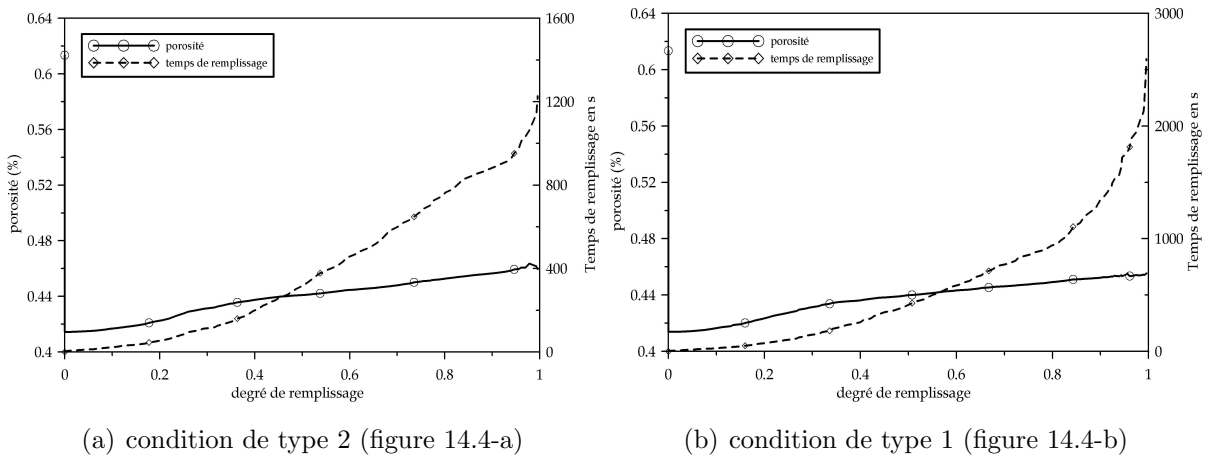 0.64
0.6
0.56
0.52
0.48
0.44
0.4
porosité (%)
porosité
temps de remplissage
1600
1200
800
400
0
Temps de remplissage en s
0
0.2
0.4
0.6
0.8
1
degré de remplissage
(a) condition de type 2 (figure 14.4-a)
0.64
0.6
0.56
0.52
0.48
0.44
0.4
porosité (%)
porosité
temps de remplissage
3000
2000
1000
0
Temps de remplissage en s
0
0.2
0.4
0.6
0.8
1
degré de remplissage
(b) condition de type 1 (figure 14.4-b)